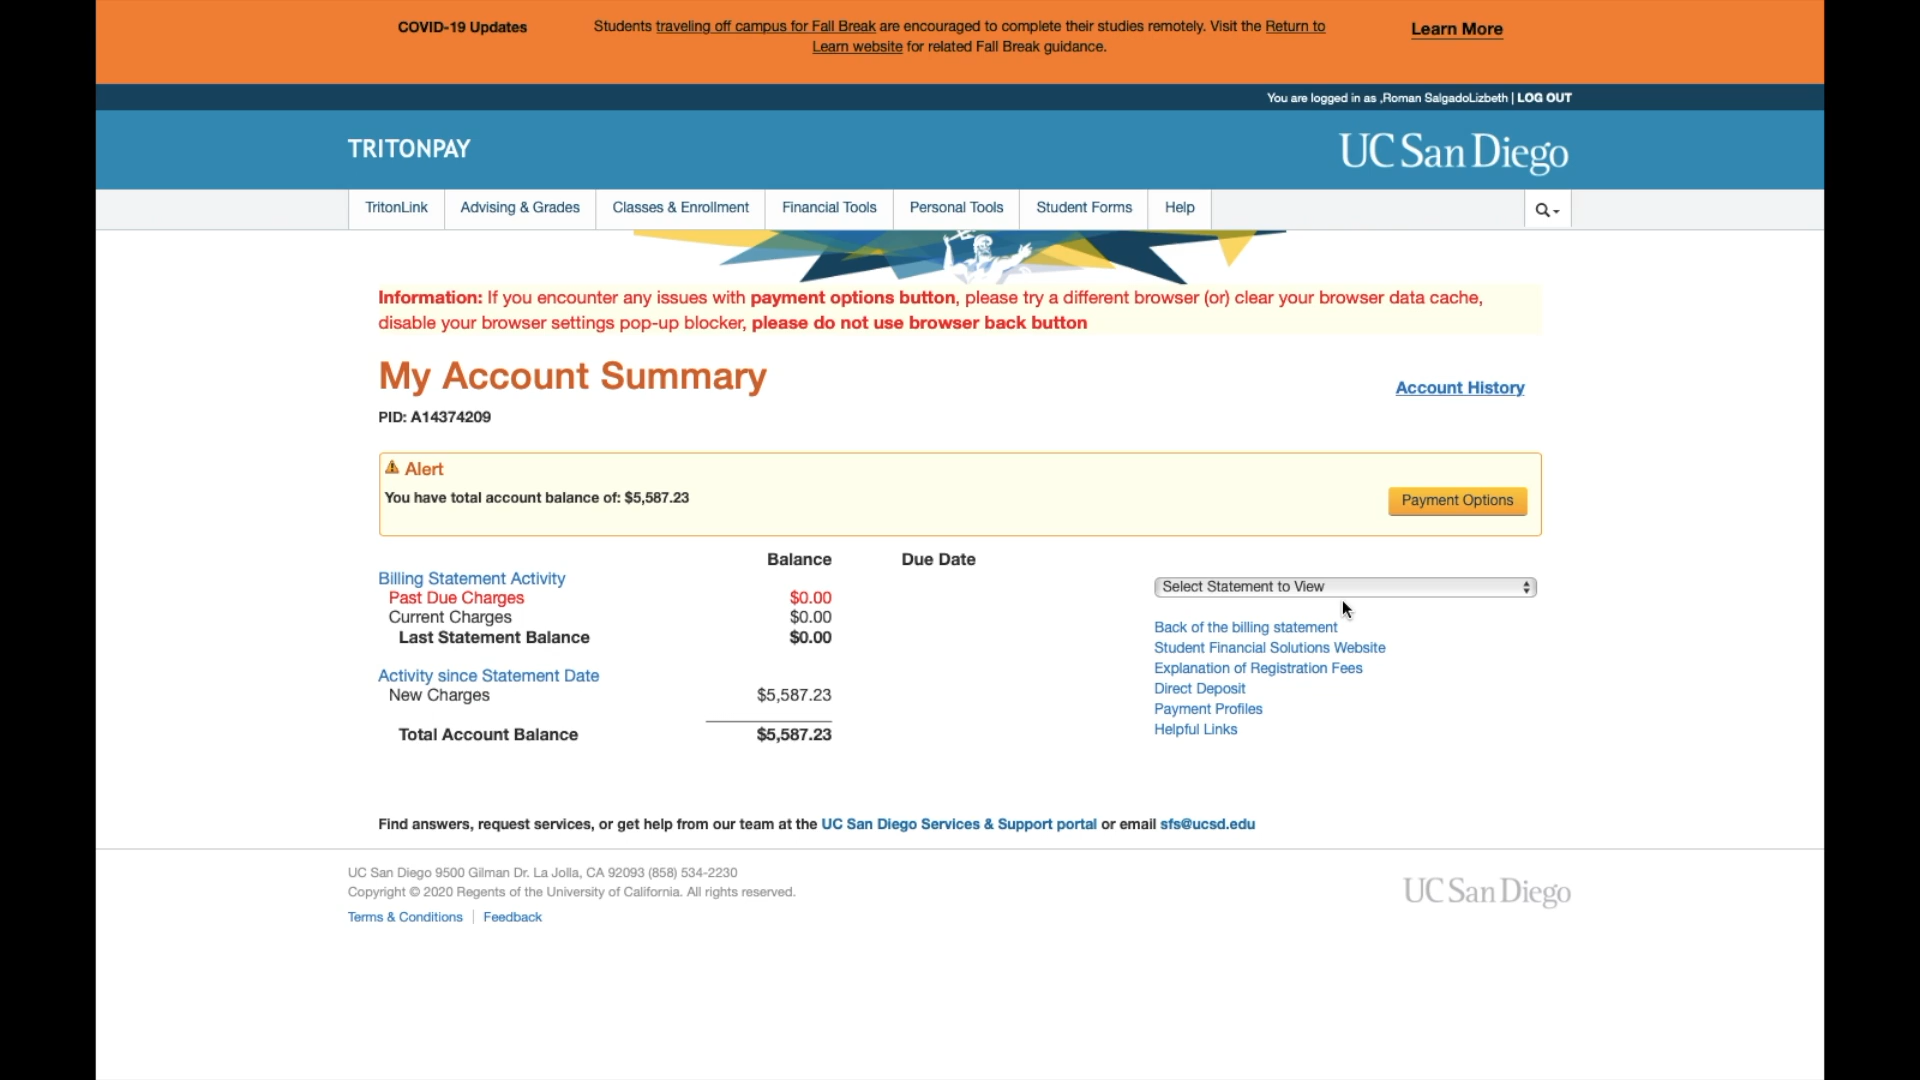 COVID-19 Updates
Students traveling off campus for Fall Break are encouraged to complete their studies remotely. Visit the Return to
Learn website for related Fall Break guidance.
Learn More
You are logged in as ,Roman SalgadoLizbeth | LOG OUT
TRITONPAY
UC San Diego
TritonLink
Advising & Grades
Classes & Enrollment
Financial Tools
Personal Tools
Student Forms
Help
Information: If you encounter any issues with payment options button, please try a different browser (or) clear your browser data cache,
disable your browser settings pop-up blocker, please do not use browser back button
My Account Summary
Account History
PID: A14374209
Alert
You have total account balance of: $5,587.23
Payment Options
Balance Due Date
Billing Statement Activity
Past Due Charges $0.00
Current Charges $0.00
Last Statement Balance $0.00
Activity since Statement Date
New Charges $5,587.23
Total Account Balance $5,587.23
Select Statement to View
Back of the billing statement
Student Financial Solutions Website
Explanation of Registration Fees
Direct Deposit
Payment Profiles
Helpful Links
Find answers, request services, or get help from our team at the UC San Diego Services & Support portal or email sfs@ucsd.edu
UC San Diego 9500 Gilman Dr. La Jolla, CA 92093 (858) 534-2230
Copyright © 2020 Regents of the University of California. All rights reserved.
Terms & Conditions | Feedback
UC San Diego